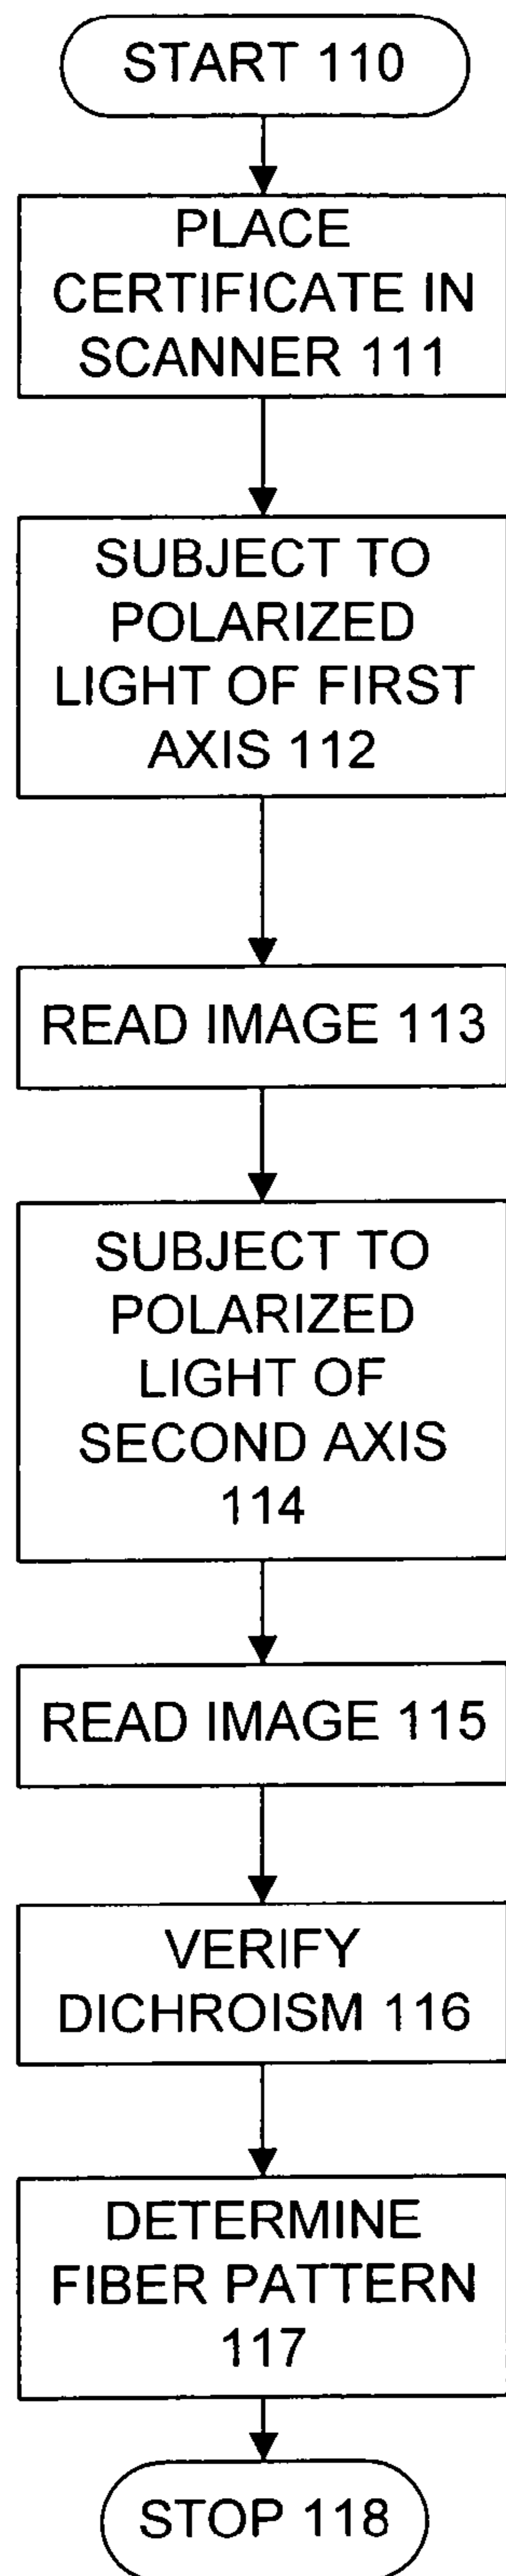 START 110
PLACE
CERTIFICATE IN
SCANNER 111
SUBJECT TO
POLARIZED
LIGHT OF FIRST
AXIS 112
READ IMAGE 113
SUBJECT TO
POLARIZED
LIGHT OF
SECOND AXIS
114
READ IMAGE 115
VERIFY
DICHROISM 116
DETERMINE
FIBER PATTERN
117
STOP 118